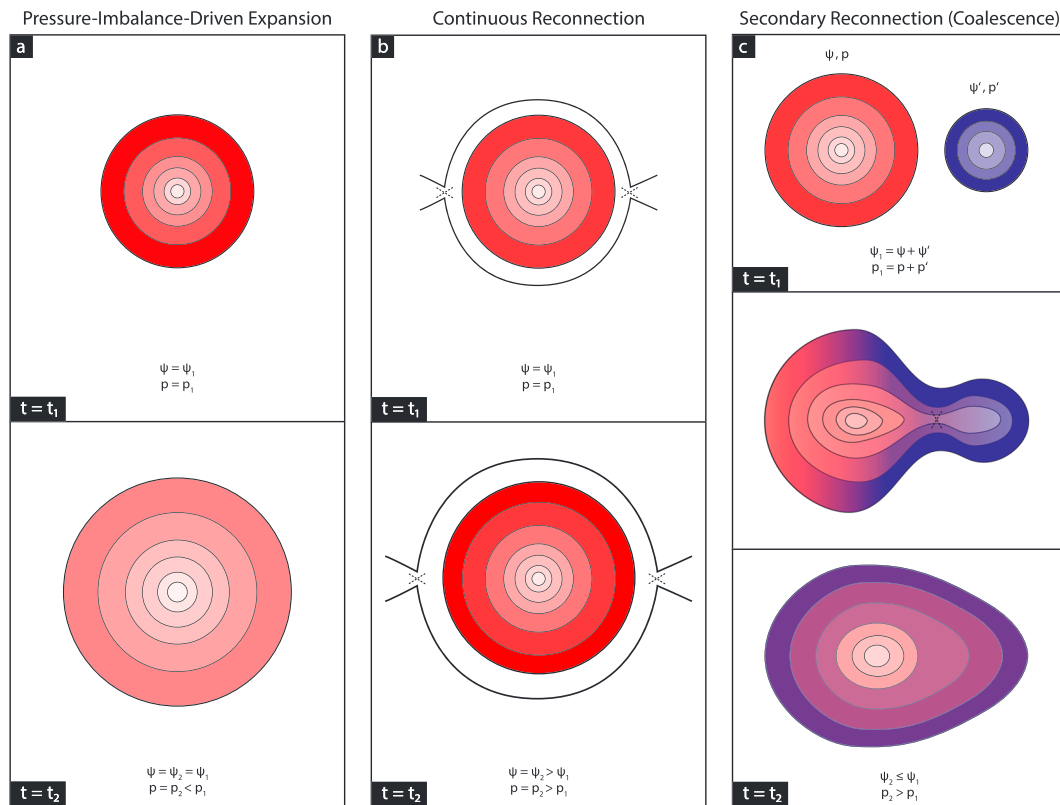 Pressure-Imbalance-Driven Expansion
a
ψ = ψ₁
p = p₁
t = t₁
ψ = ψ₂ = ψ₁
p = p₂ < p₁
t = t₂
Continuous Reconnection
b
ψ = ψ₁
p = p₁
t = t₁
ψ = ψ₂ > ψ₁
p = p₂ > p₁
t = t₂
Secondary Reconnection (Coalescence)
c
ψ, p
ψ‘, p‘
ψ₁ = ψ + ψ‘
p₁ = p + p‘
t = t₁
ψ₂ ≤ ψ₁
p₂ > p₁
t = t₂